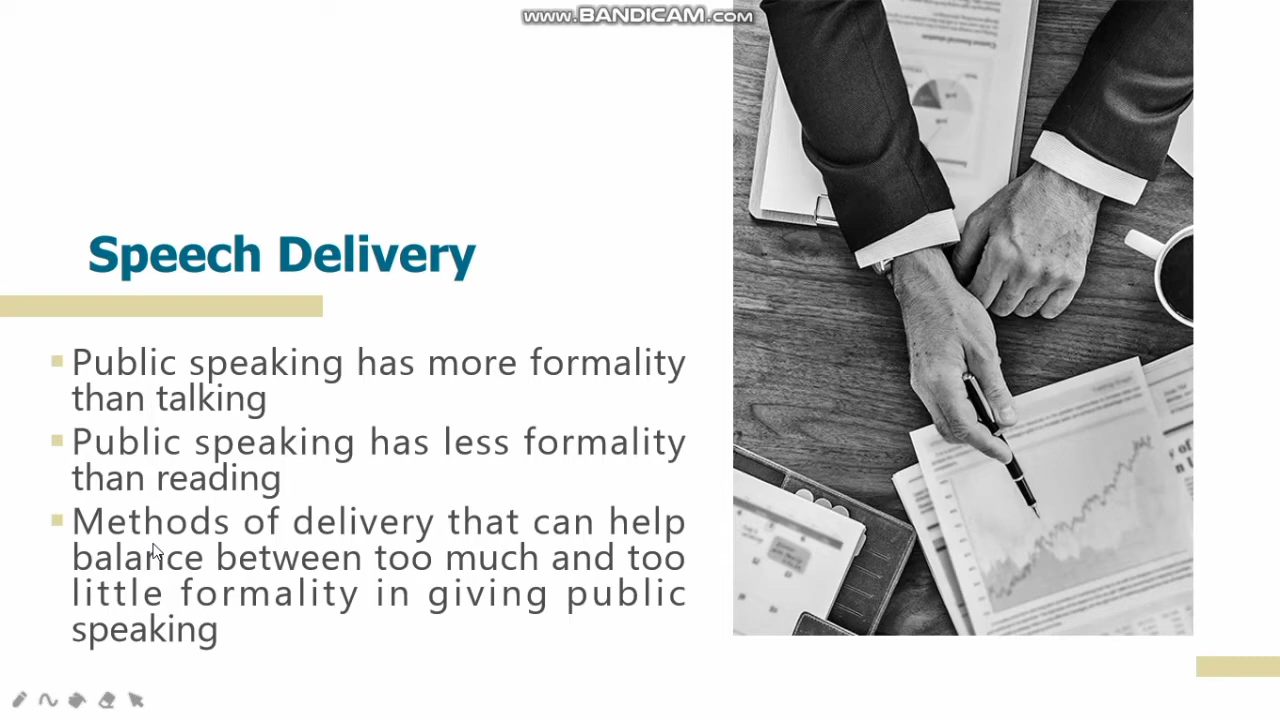 www.BANDICAM.com
Speech Delivery
Public speaking has more formality
than talking
Public speaking has less formality
than reading
Methods of delivery that can help
balance between too much and too
little formality in giving public
speaking